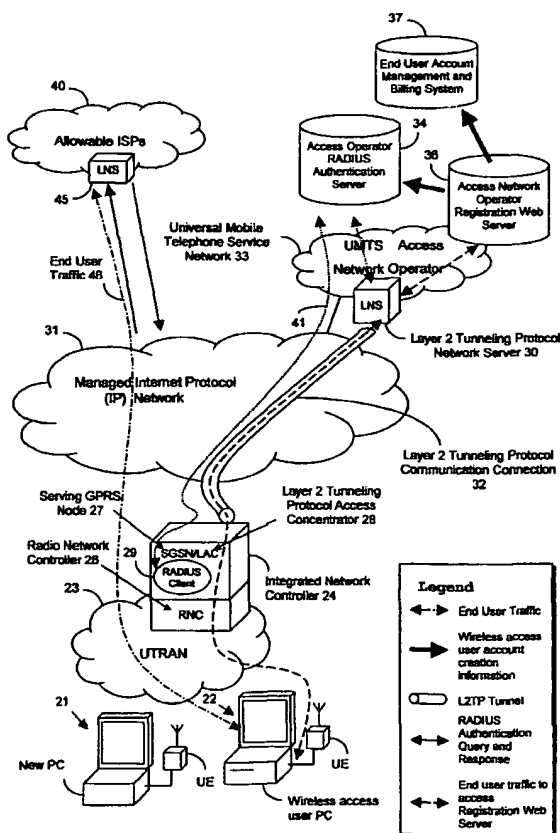 37
End User Account
Management and
Billing System
40
Allowable ISPs
LNS
45
34
Access Operator
RADIUS
Authentication
Server
36
Access Network
Operator
Registration Web
Server
Universal Mobile
Telephone Service
Network 33
UMTS Access
Network Operator
LNS
End User
Traffic 46
31
41
Layer 2 Tunneling Protocol
Network Server 30
Managed Internet Protocol
(IP) Network
Layer 2 Tunneling Protocol
Communication Connection
32
Serving GPRS
Node 27
Layer 2 Tunneling
Protocol Access
Concentrator 28
Radio Network
Controller 26
29
SGSN/LAC
RADIUS
Client
Integrated Network
Controller 24
23
RNC
UTRAN
21
22
New PC
UE
UE
Wireless access
user PC
Legend
End User Traffic
Wireless access
user account
creation
information
L2TP Tunnel
RADIUS
Authentication
Query and
Response
End user traffic to
access
Registration Web
Server